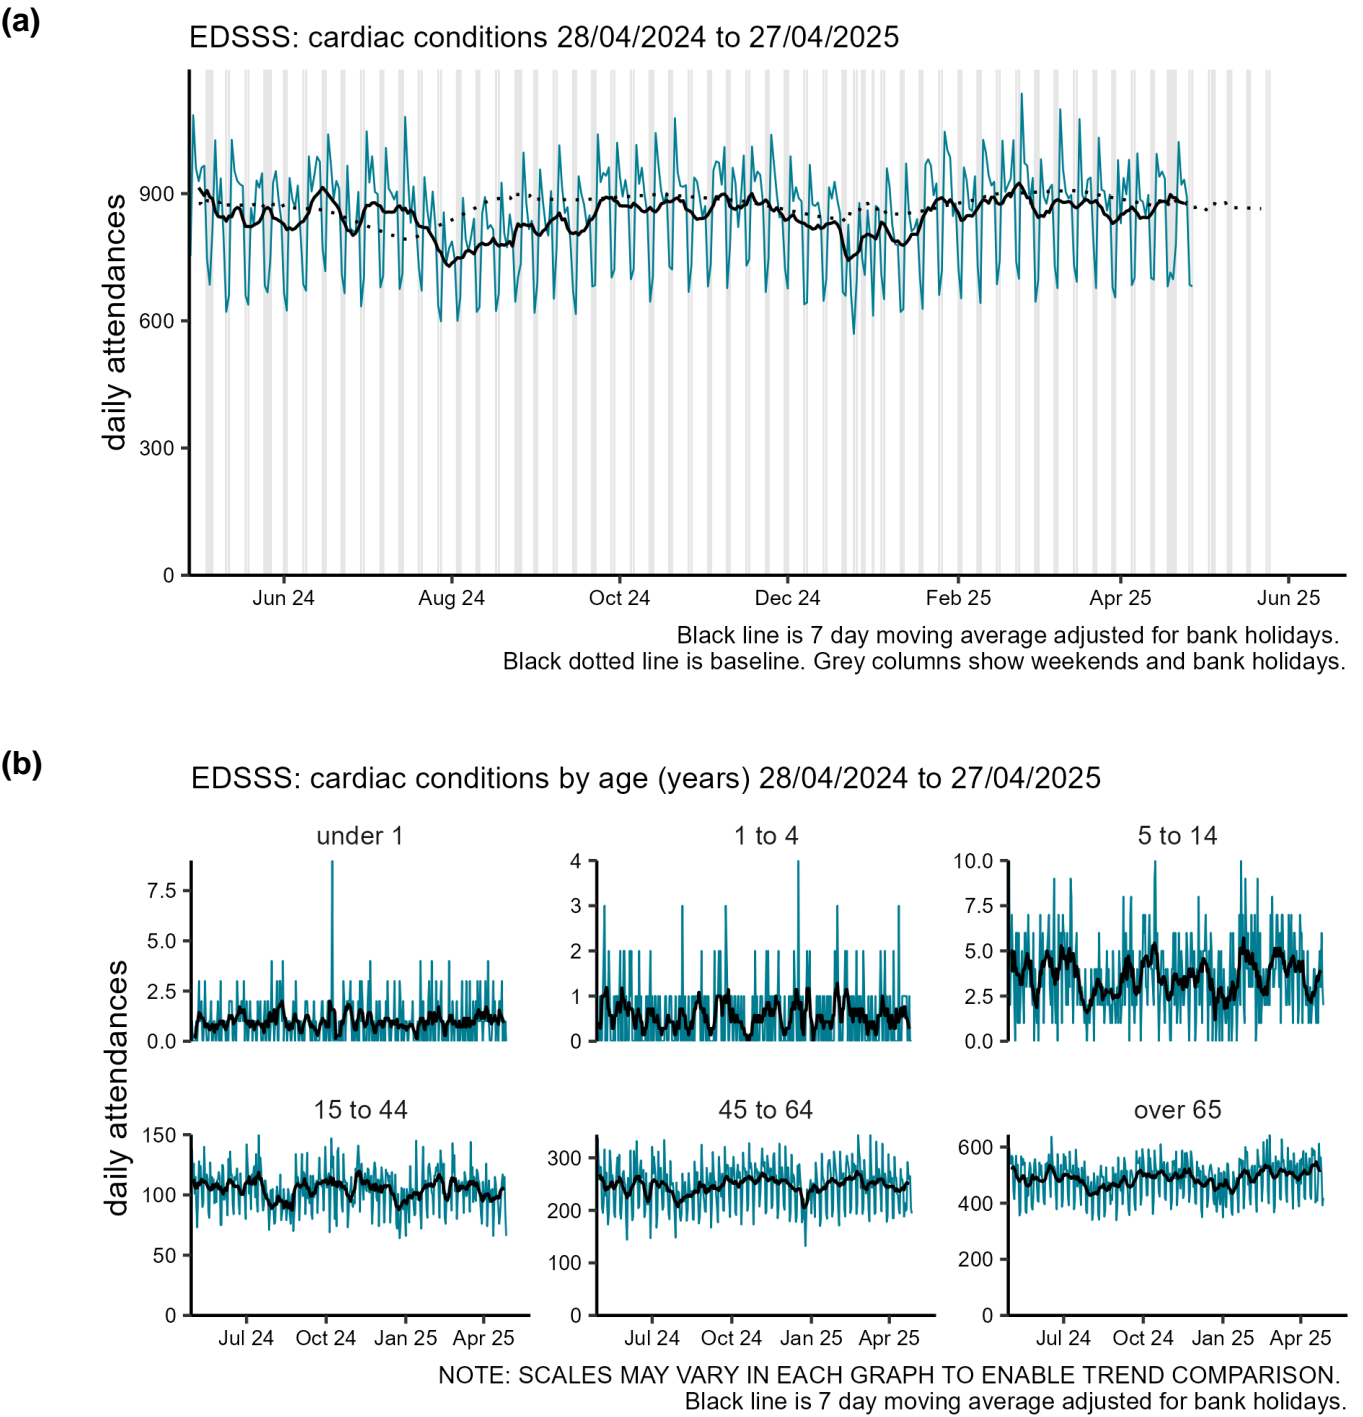 (a)
EDSSS: cardiac conditions 28/04/2024 to 27/04/2025
daily attendances
900
600
300
0
Jun 24 Aug 24 Oct 24 Dec 24 Feb 25 Apr 25 Jun 25
Black line is 7 day moving average adjusted for bank holidays.
Black dotted line is baseline. Grey columns show weekends and bank holidays.
(b)
EDSSS: cardiac conditions by age (years) 28/04/2024 to 27/04/2025
daily attendances
under 1
7.5
5.0
2.5
0.0
1 to 4
4
3
2
1
0
5 to 14
10.0
7.5
5.0
2.5
0.0
15 to 44
150
100
50
0
Jul 24 Oct 24 Jan 25 Apr 25
45 to 64
300
200
100
0
Jul 24 Oct 24 Jan 25 Apr 25
over 65
600
400
200
0
Jul 24 Oct 24 Jan 25 Apr 25
NOTE: SCALES MAY VARY IN EACH GRAPH TO ENABLE TREND COMPARISON.
Black line is 7 day moving average adjusted for bank holidays.